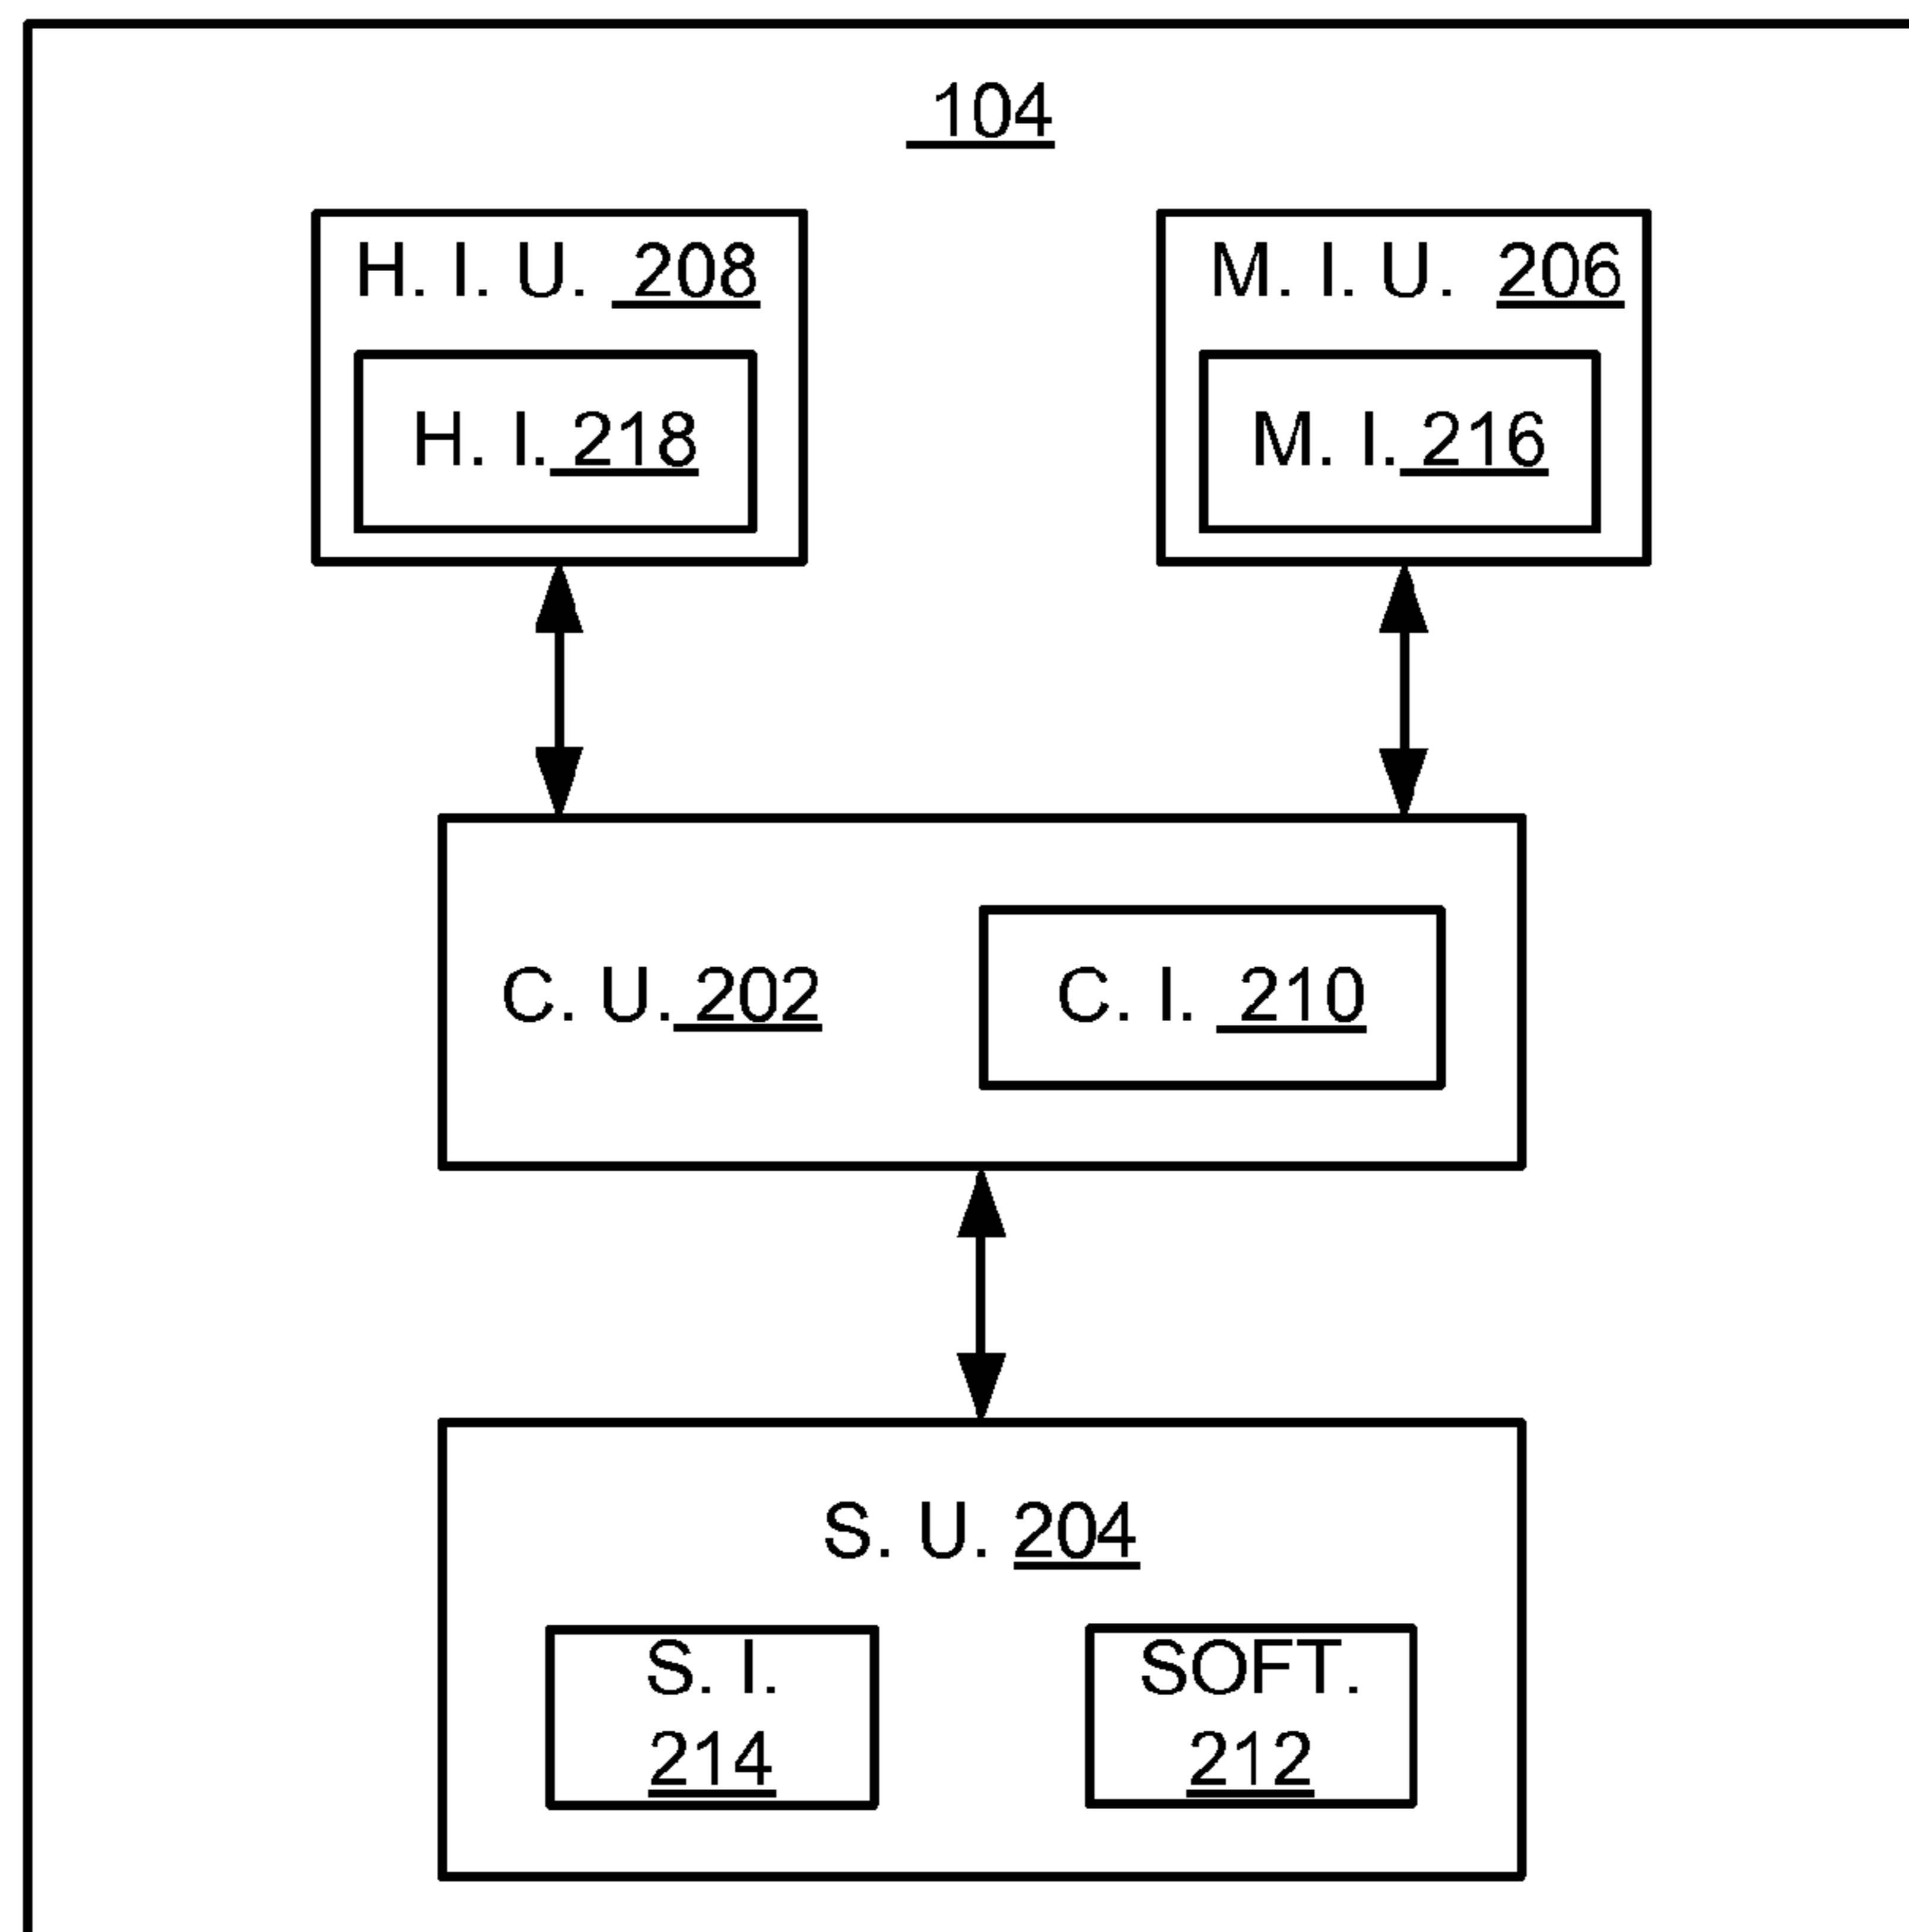 104
H. I. U. 208
M. I. U. 206
H. I. 218
M. I. 216
C. U. 202
C. I. 210
S. U. 204
S. I.
214
SOFT.
212